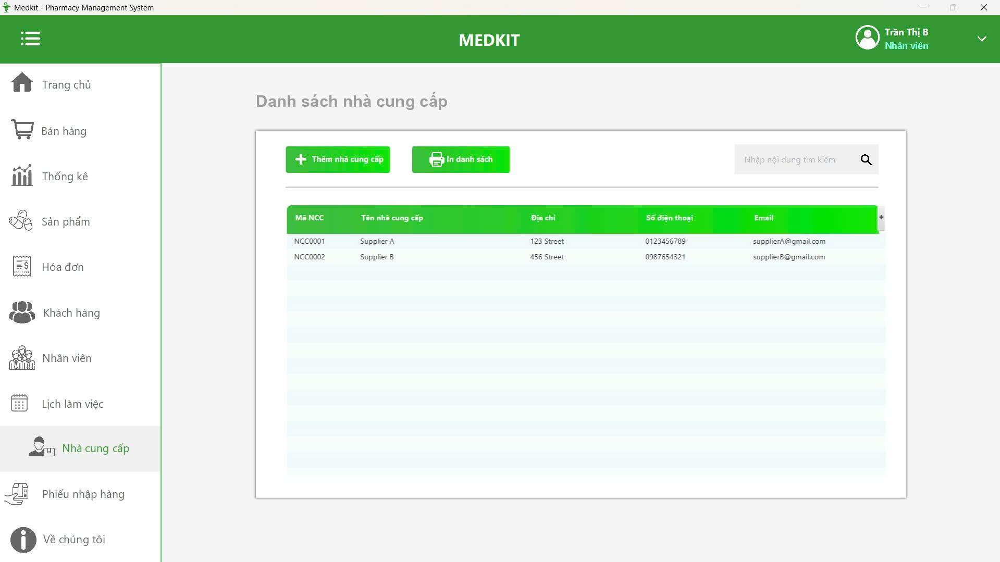 Medkit - Pharmacy Management System
MEDKIT
Trần Thị B
Nhân viên
Trang chủ
Bán hàng
Thống kê
Sản phẩm
Hóa đơn
Khách hàng
Nhân viên
Lịch làm việc
Nhà cung cấp
Phiếu nhập hàng
Về chúng tôi
Danh sách nhà cung cấp
Thêm nhà cung cấp
In danh sách
Nhập nội dung tìm kiếm
Mã NCC Tên nhà cung cấp Địa chỉ Số điện thoại Email +
NCC0001 Supplier A 123 Street 0123456789 supplierA@gmail.com
NCC0002 Supplier B 456 Street 0987654321 supplierB@gmail.com